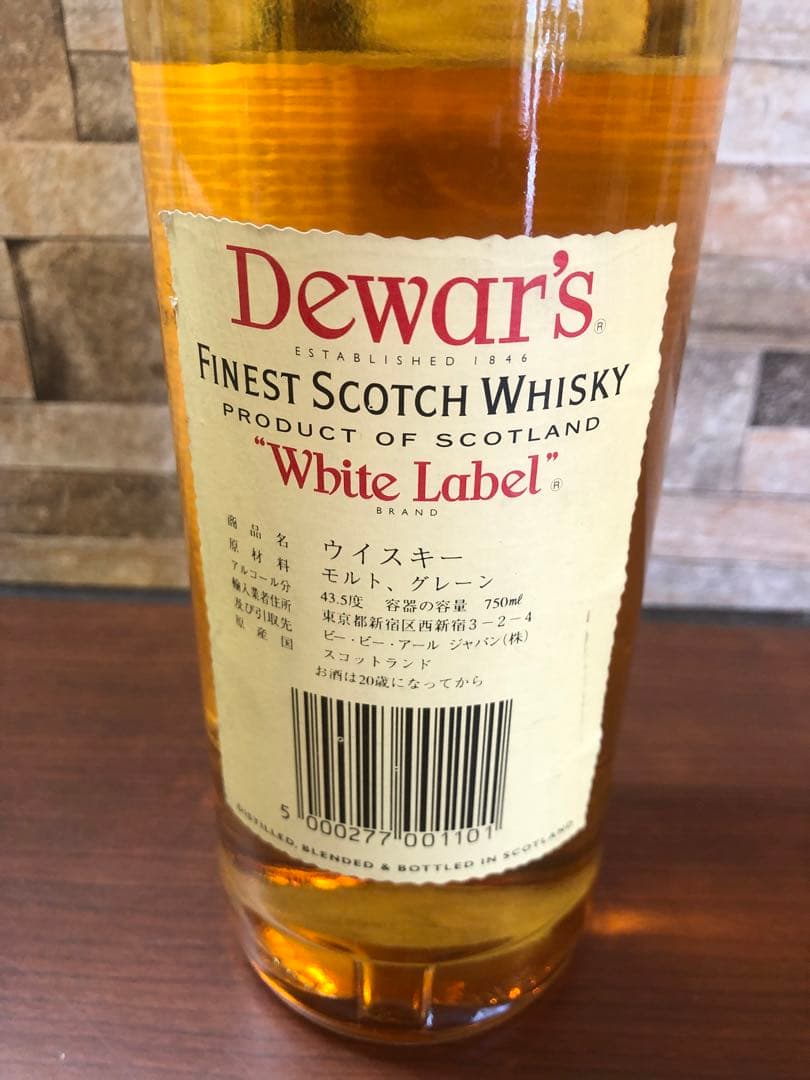 Dewar's®
ESTABLISHED 1846
FINEST SCOTCH WHISKY
PRODUCT OF SCOTLAND
"White Label"®
BRAND
商品名 ウイスキー
原材料 モルト、グレーン
アルコール分 43.5度 容器の容量 750ml
輸入業者住所 東京都新宿区西新宿3-2-4
及び引取先 ビー・ビー・アール ジャパン(株)
原産国 スコットランド
お酒は20歳になってから
5 000277 001101
DISTILLED, BLENDED & BOTTLED IN SCOTLAND